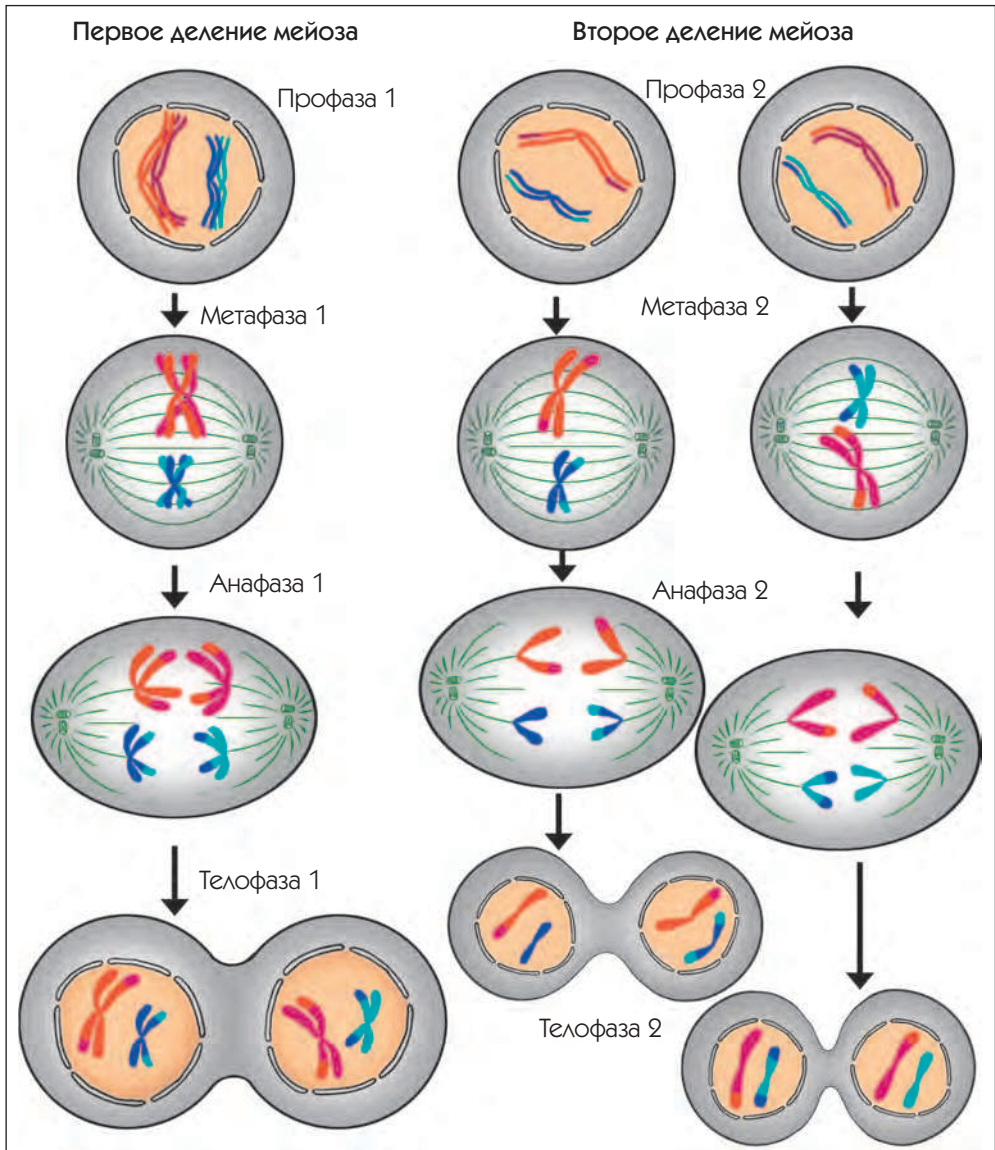 Первое деление мейоза
Второе деление мейоза
Профаза 1
Профаза 2
Метафаза 1
Метафаза 2
Анафаза 1
Анафаза 2
Телофаза 1
Телофаза 2